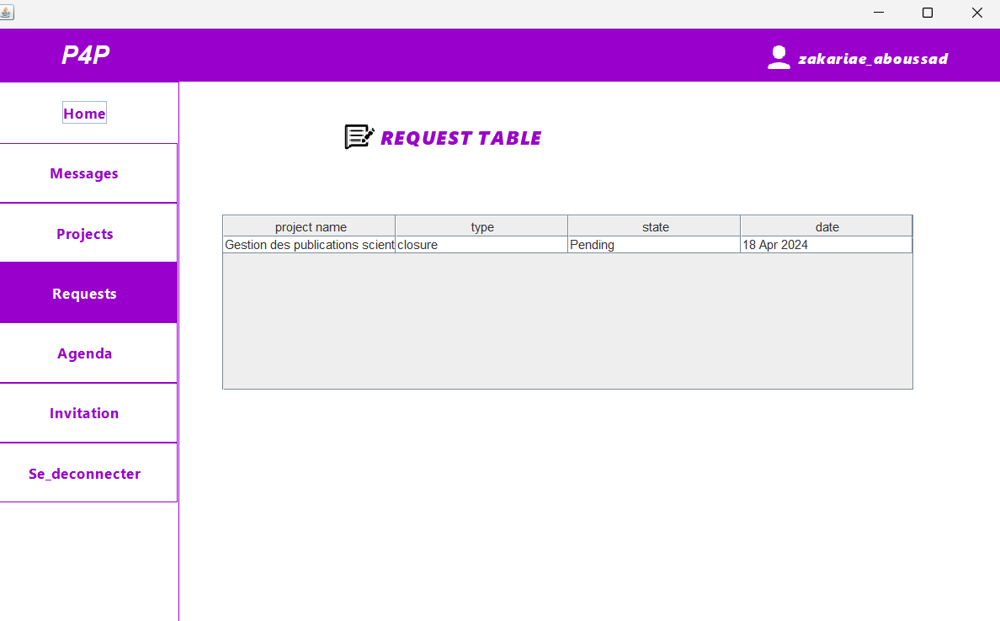 P4P
zakariae_aboussad
Home
Messages
Projects
Requests
Agenda
Invitation
Se_deconnecter
REQUEST TABLE
project name type state date
Gestion des publications scient closure Pending 18 Apr 2024